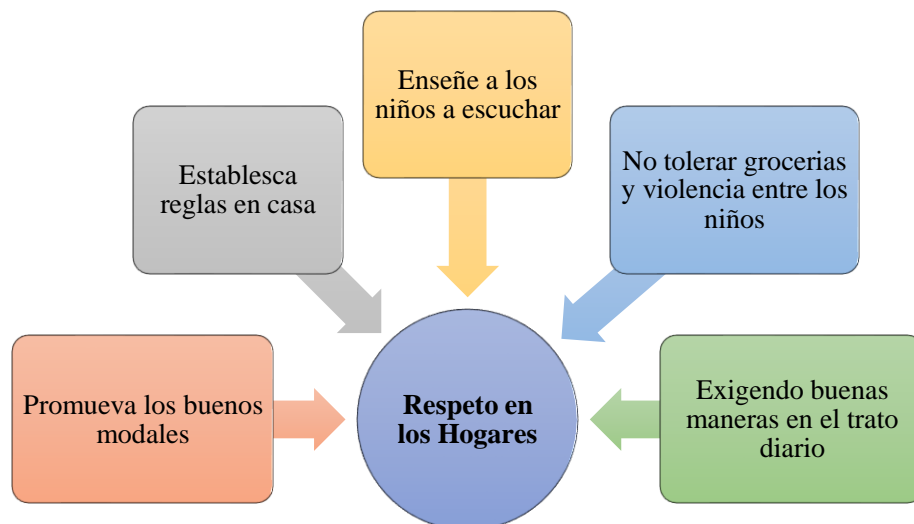 Enseñe a los
niños a escuchar
Establesca
reglas en casa
No tolerar grocerias
y violencia entre los
niños
Promueva los buenos
modales
Respeto en
los Hogares
Exigendo buenas
maneras en el trato
diario